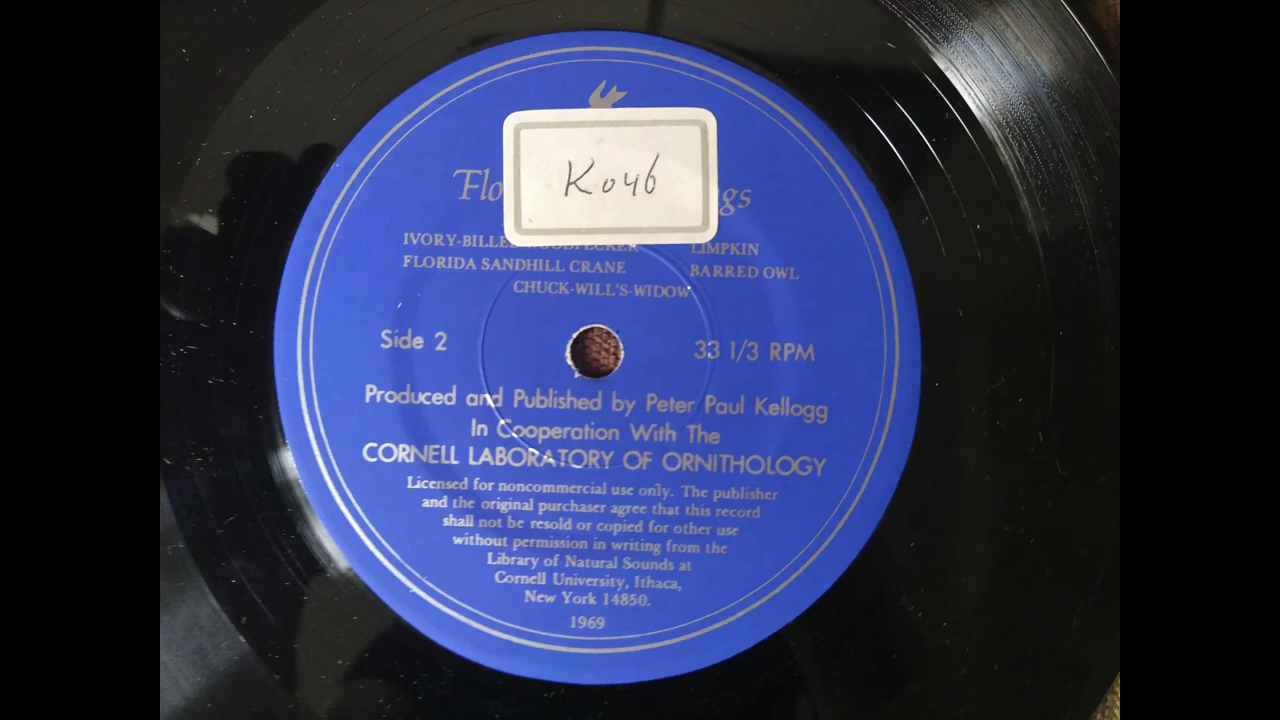 K046
Flo gs
IVORY-BILLED WOODPECKER LIMPKIN
FLORIDA SANDHILL CRANE BARRED OWL
CHUCK-WILL'S-WIDOW
Side 2 33 1/3 RPM
Produced and Published by Peter Paul Kellogg
In Cooperation With The
CORNELL LABORATORY OF ORNITHOLOGY
Licensed for noncommercial use only. The publisher
and the original purchaser agree that this record
shall not be resold or copied for other use
without permission in writing from the
Library of Natural Sounds at
Cornell University, Ithaca,
New York 14850.
1969